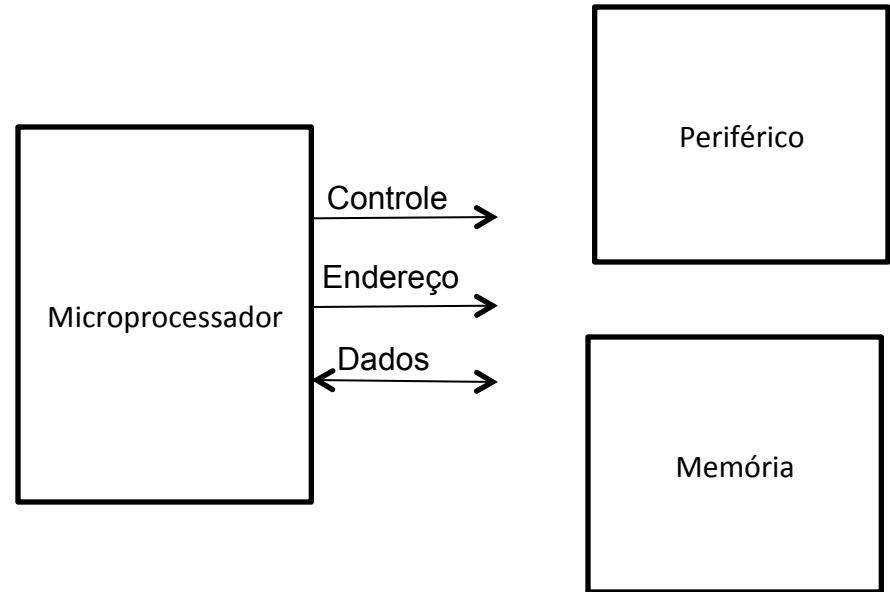 Periférico
Controle
Endereço
Microprocessador
Dados
Memória